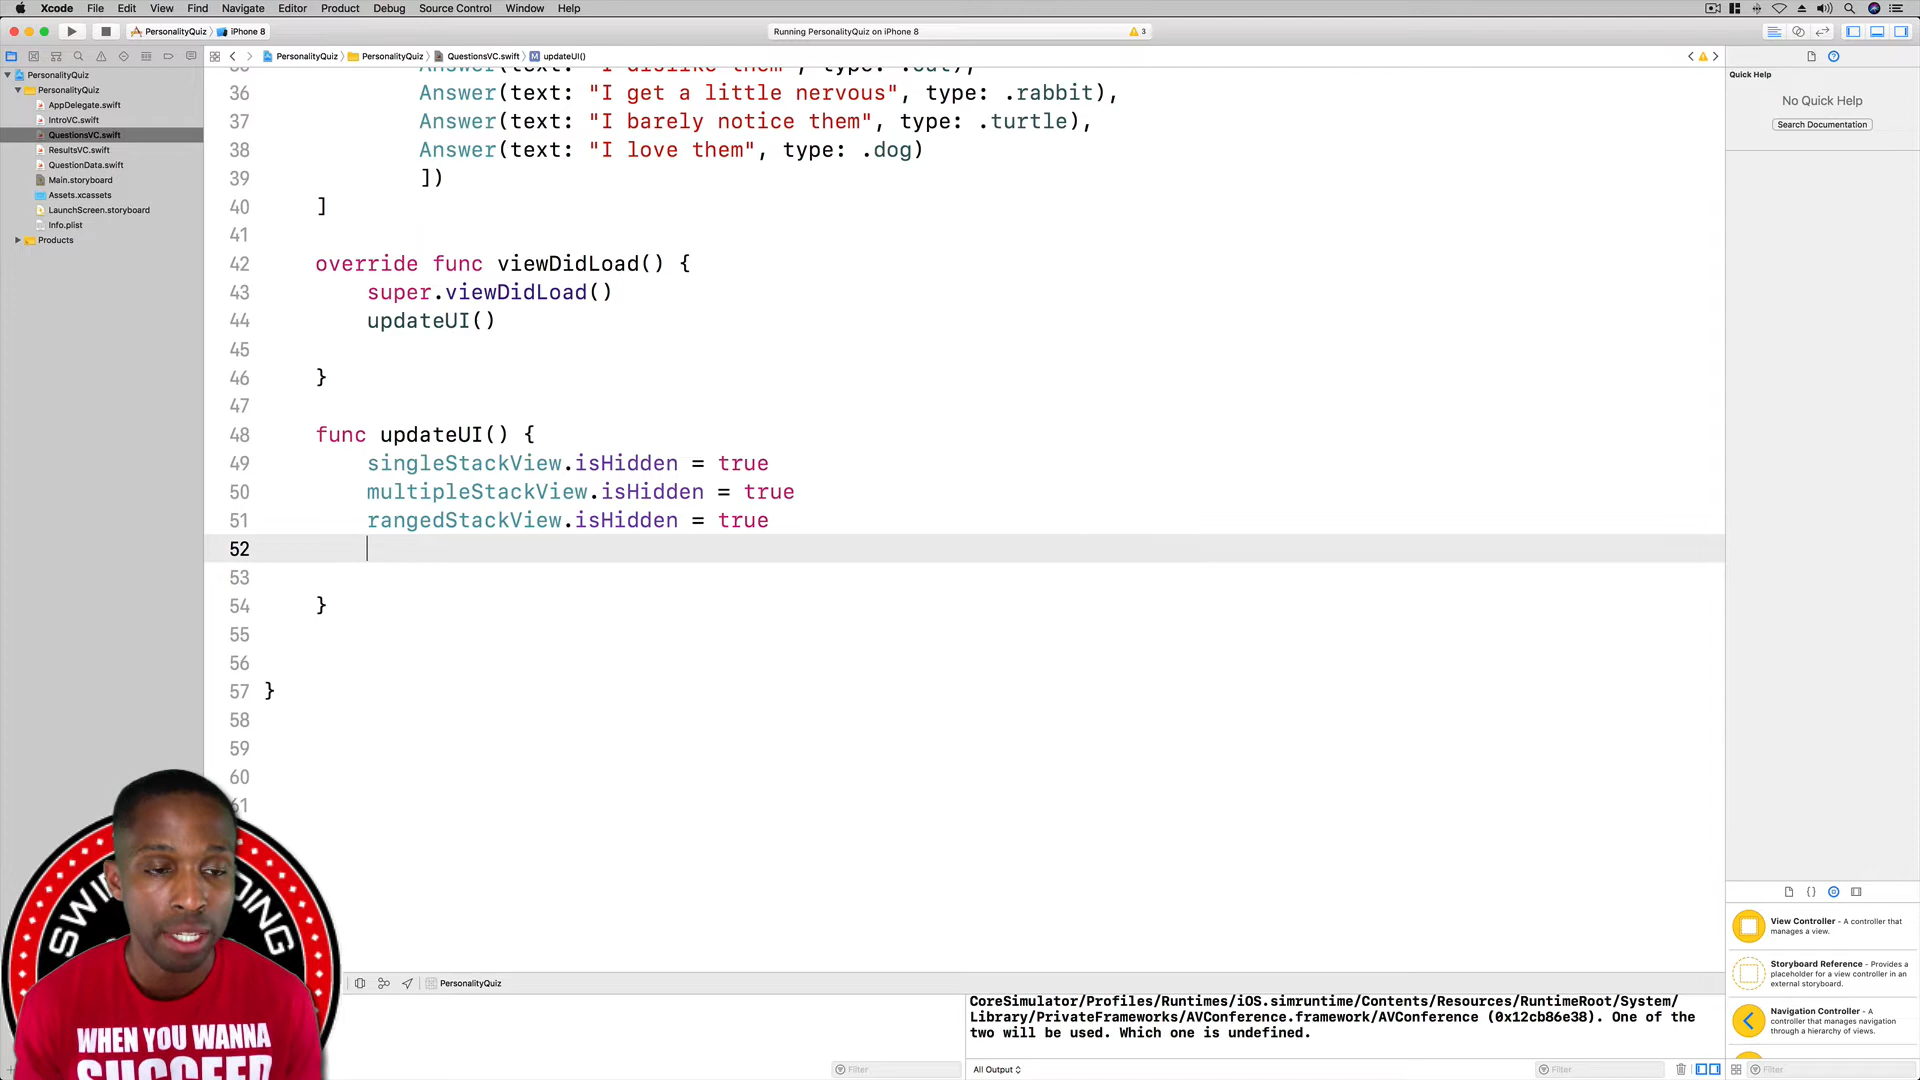 Xcode File Edit View Find Navigate Editor Product Debug Source Control Window Help
PersonalityQuiz iPhone 8
Running PersonalityQuiz on iPhone 8
3
PersonalityQuiz PersonalityQuiz QuestionsVC.swift updateUI()
PersonalityQuiz
PersonalityQuiz
AppDelegate.swift
IntroVC.swift
QuestionsVC.swift
ResultsVC.swift
QuestionData.swift
Main.storyboard
Assets.xcassets
LaunchScreen.storyboard
Info.plist
Products
36 Answer(text: "I get a little nervous", type: .rabbit),
37 Answer(text: "I barely notice them", type: .turtle),
38 Answer(text: "I love them", type: .dog)
39 ])
40 ]
41
42 override func viewDidLoad() {
43 super.viewDidLoad()
44 updateUI()
45
46 }
47
48 func updateUI() {
49 singleStackView.isHidden = true
50 multipleStackView.isHidden = true
51 rangedStackView.isHidden = true
52
53
54 }
55
56
57 }
58
59
60
61
Quick Help
No Quick Help
Search Documentation
View Controller - A controller that
manages a view.
Storyboard Reference - Provides a
placeholder for a view controller in an
external storyboard.
Navigation Controller - A
controller that manages navigation
through a hierarchy of views.
PersonalityQuiz
CoreSimulator/Profiles/Runtimes/iOS.simruntime/Contents/Resources/RuntimeRoot/System/
Library/PrivateFrameworks/AVConference.framework/AVConference (0x12cb86e38). One of the
two will be used. Which one is undefined.
Filter
All Output
Filter
Filter
WHEN YOU WANNA
SUCCEED